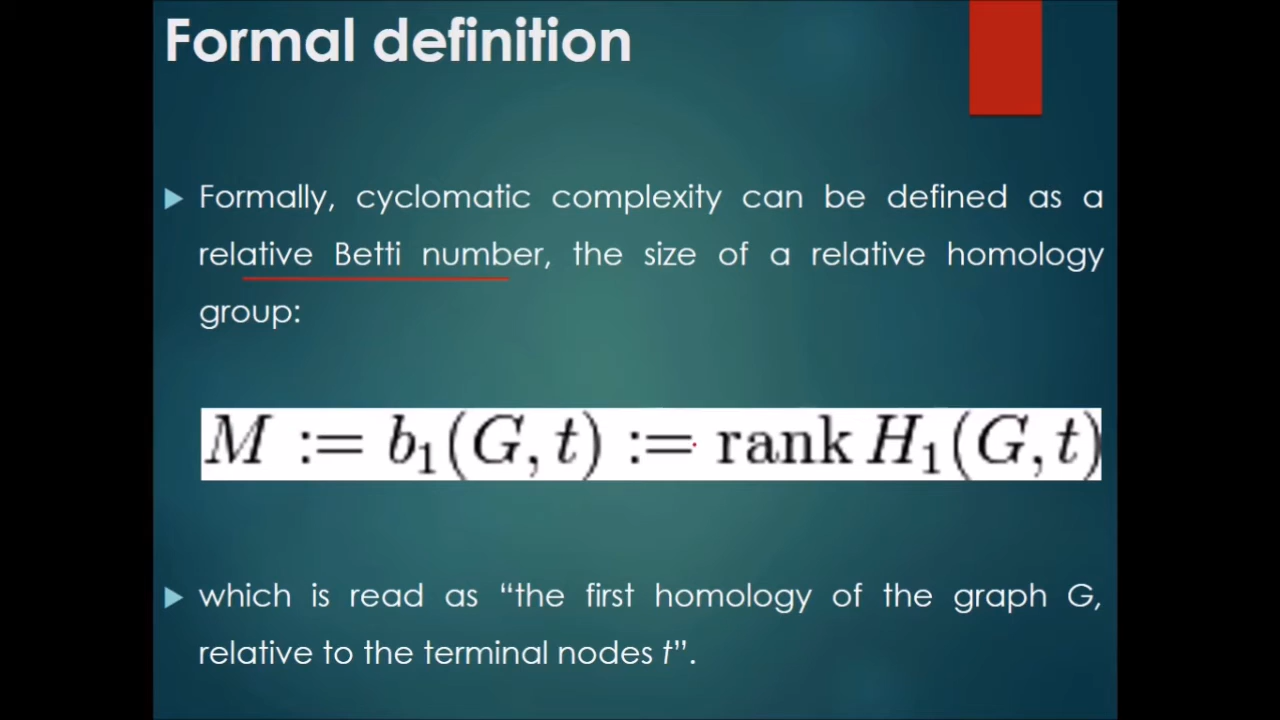 Formal definition
Formally, cyclomatic complexity can be defined as a
relative Betti number, the size of a relative homology
group:
M := b₁(G, t) := rank H₁(G, t)
which is read as “the first homology of the graph G,
relative to the terminal nodes t”.